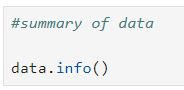 #summary of data
data.info()